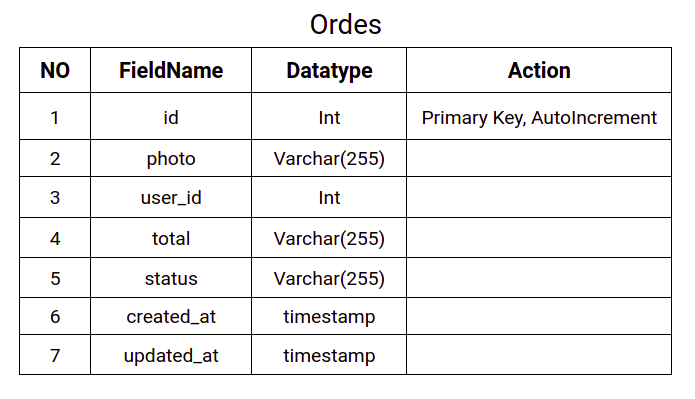 Ordes
NO FieldName Datatype Action
1 id Int Primary Key, AutoIncrement
2 photo Varchar(255)
3 user_id Int
4 total Varchar(255)
5 status Varchar(255)
6 created_at timestamp
7 updated_at timestamp